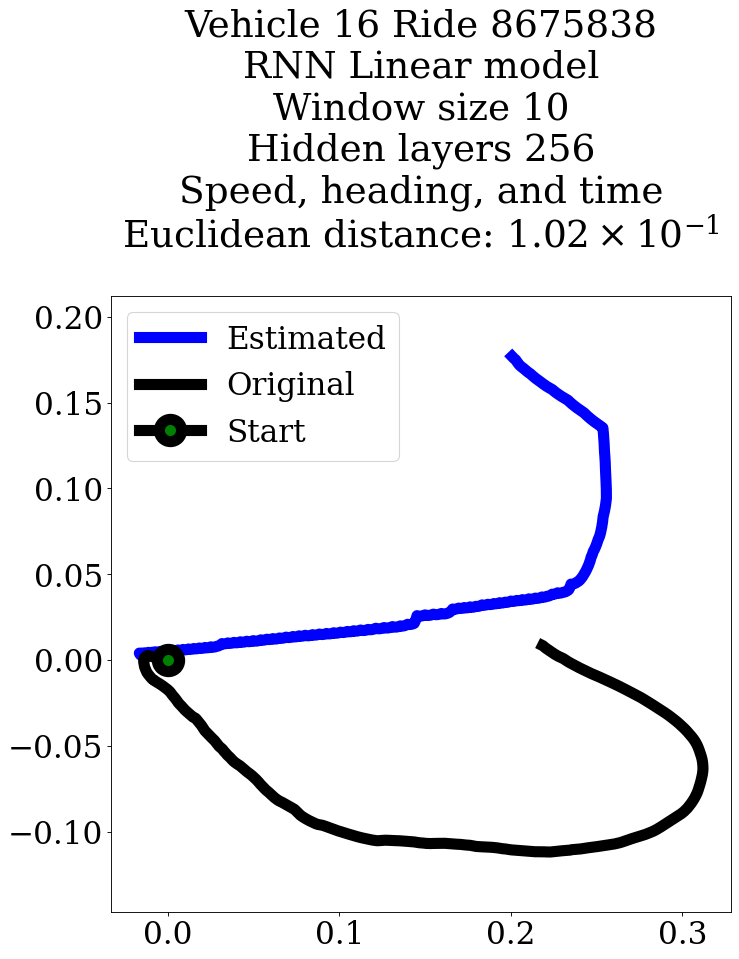 Vehicle 16 Ride 8675838
RNN Linear model
Window size 10
Hidden layers 256
Speed, heading, and time
Euclidean distance: 1.02 × 10⁻¹
Estimated
Original
Start
0.20
0.15
0.10
0.05
0.00
−0.05
−0.10
0.0 0.1 0.2 0.3